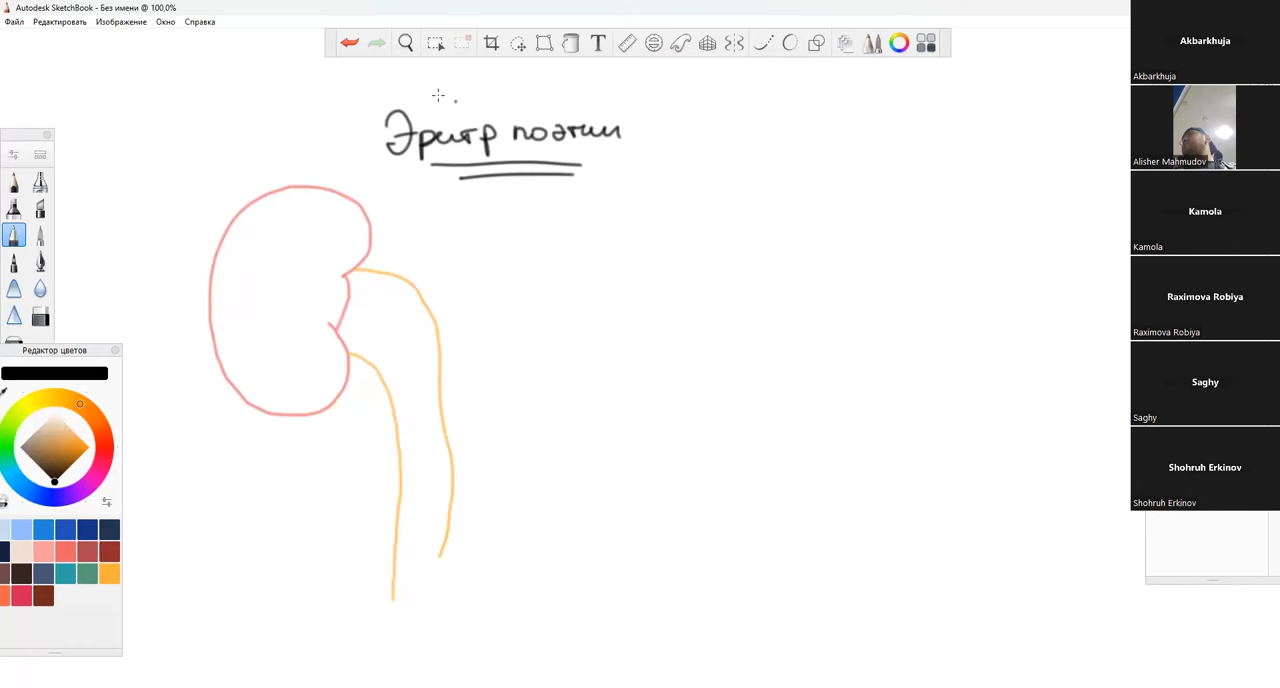 Autodesk SketchBook - Без имени @ 100,0%
Файл Редактировать Изображение Окно Справка
Эритр поэтин
Редактор цветов
Akbarkhuja
Akbarkhuja
Alisher Mahmudov
Kamola
Kamola
Raximova Robiya
Raximova Robiya
Saghy
Saghy
Shohruh Erkinov
Shohruh Erkinov